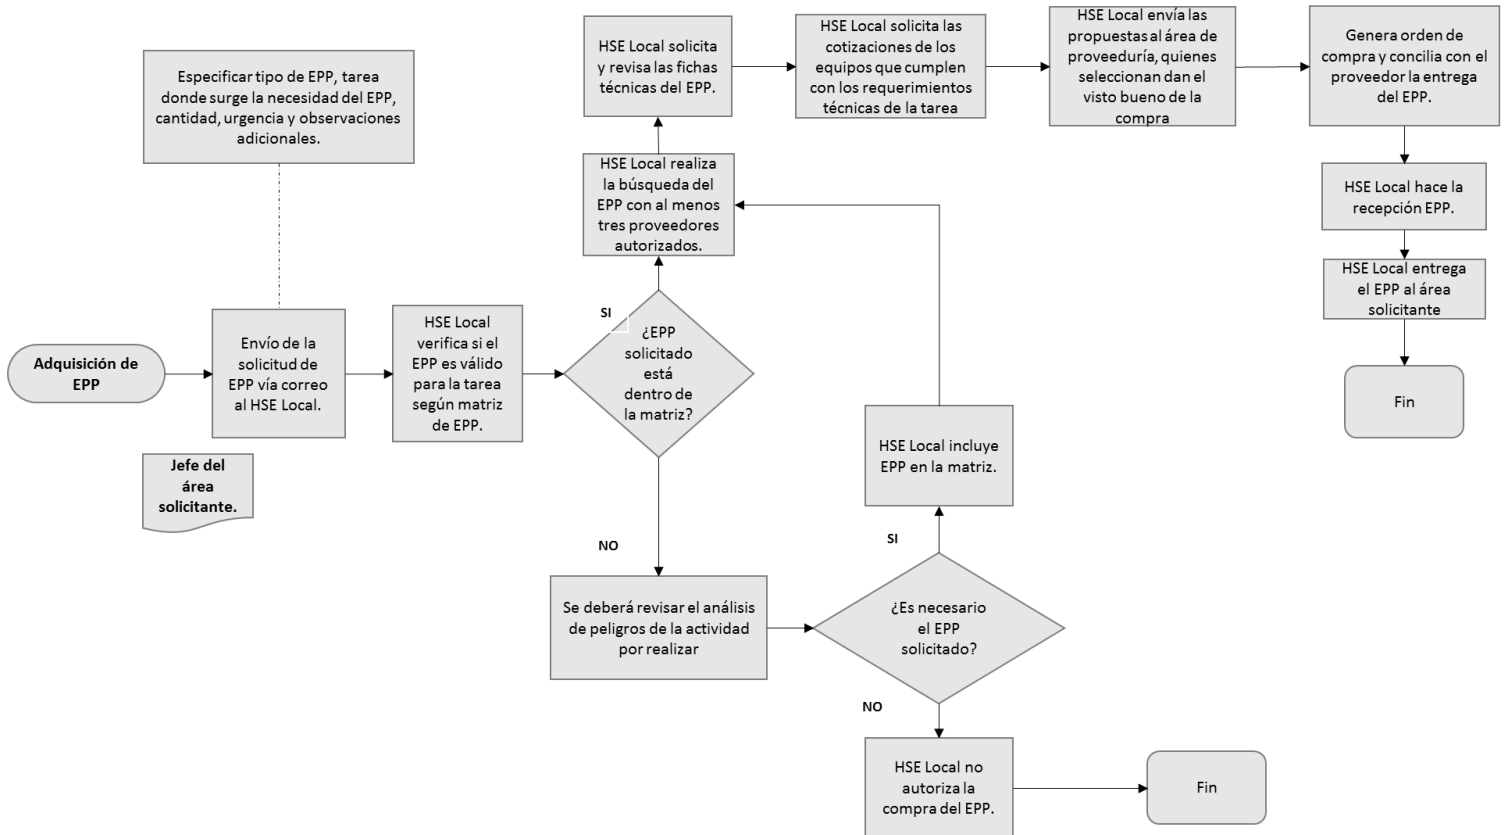 Adquisición de
EPP
Especificar tipo de EPP, tarea
donde surge la necesidad del EPP,
cantidad, urgencia y observaciones
adicionales.
Envío de la
solicitud de
EPP vía correo
al HSE Local.
Jefe del
área
solicitante.
HSE Local
verifica si el
EPP es válido
para la tarea
según matriz
de EPP.
¿EPP
solicitado
está
dentro de
la matriz?
SI
HSE Local realiza
la búsqueda del
EPP con al menos
tres proveedores
autorizados.
HSE Local solicita
y revisa las fichas
técnicas del EPP.
HSE Local solicita las
cotizaciones de los
equipos que cumplen
con los requerimientos
técnicas de la tarea
HSE Local envía las
propuestas al área de
proveeduría, quienes
seleccionan dan el
visto bueno de la
compra
Genera orden de
compra y concilia con el
proveedor la entrega
del EPP.
HSE Local hace la
recepción EPP.
HSE Local entrega
el EPP al área
solicitante
Fin
NO
Se deberá revisar el análisis
de peligros de la actividad
por realizar
¿Es necesario
el EPP
solicitado?
SI
HSE Local incluye
EPP en la matriz.
NO
HSE Local no
autoriza la
compra del EPP.
Fin